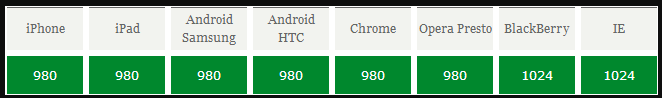 iPhone iPad Android Samsung Android HTC Chrome Opera Presto BlackBerry IE
980 980 980 980 980 980 1024 1024